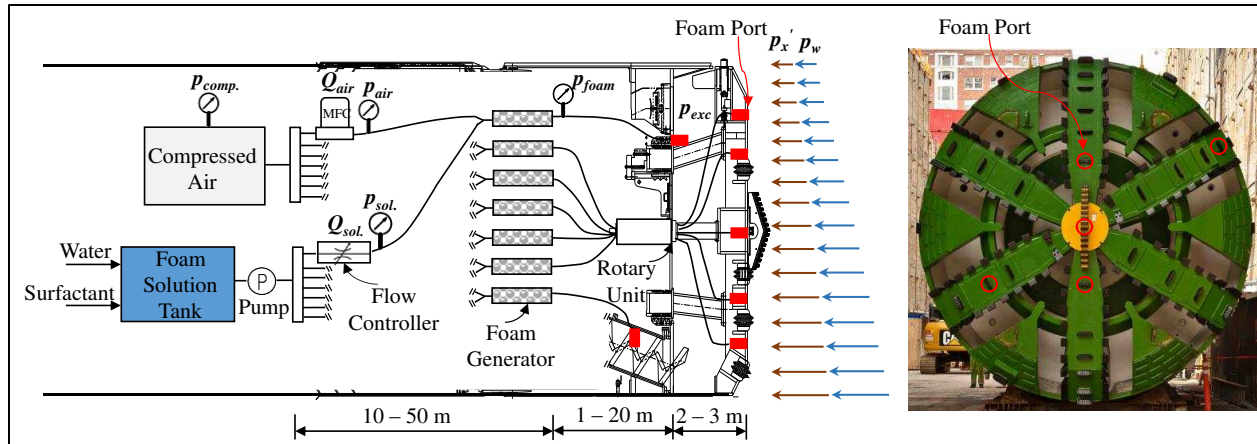 Foam Port
p_x' p_w
Foam Port
p_comp.
Q_air
p_air
MFC
p_foam
p_exc
Compressed
Air
p_sol.
Q_sol.
Water
Surfactant
Foam
Solution
Tank
P
Pump
Flow
Controller
Foam
Generator
Rotary
Unit
10 – 50 m
1 – 20 m
2 – 3 m
CAT